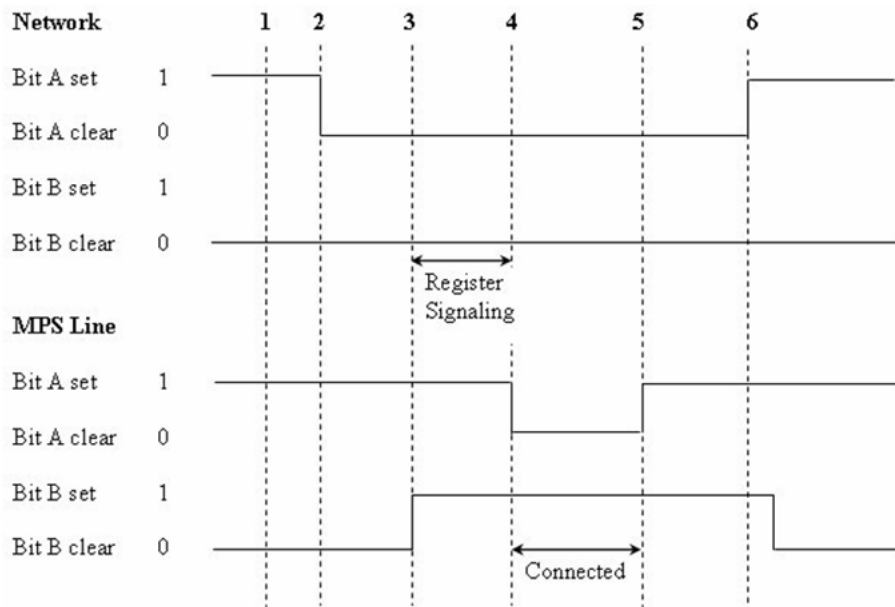 Network 1 2 3 4 5 6
Bit A set 1
Bit A clear 0
Bit B set 1
Bit B clear 0
Register
Signaling
MPS Line
Bit A set 1
Bit A clear 0
Bit B set 1
Bit B clear 0
Connected